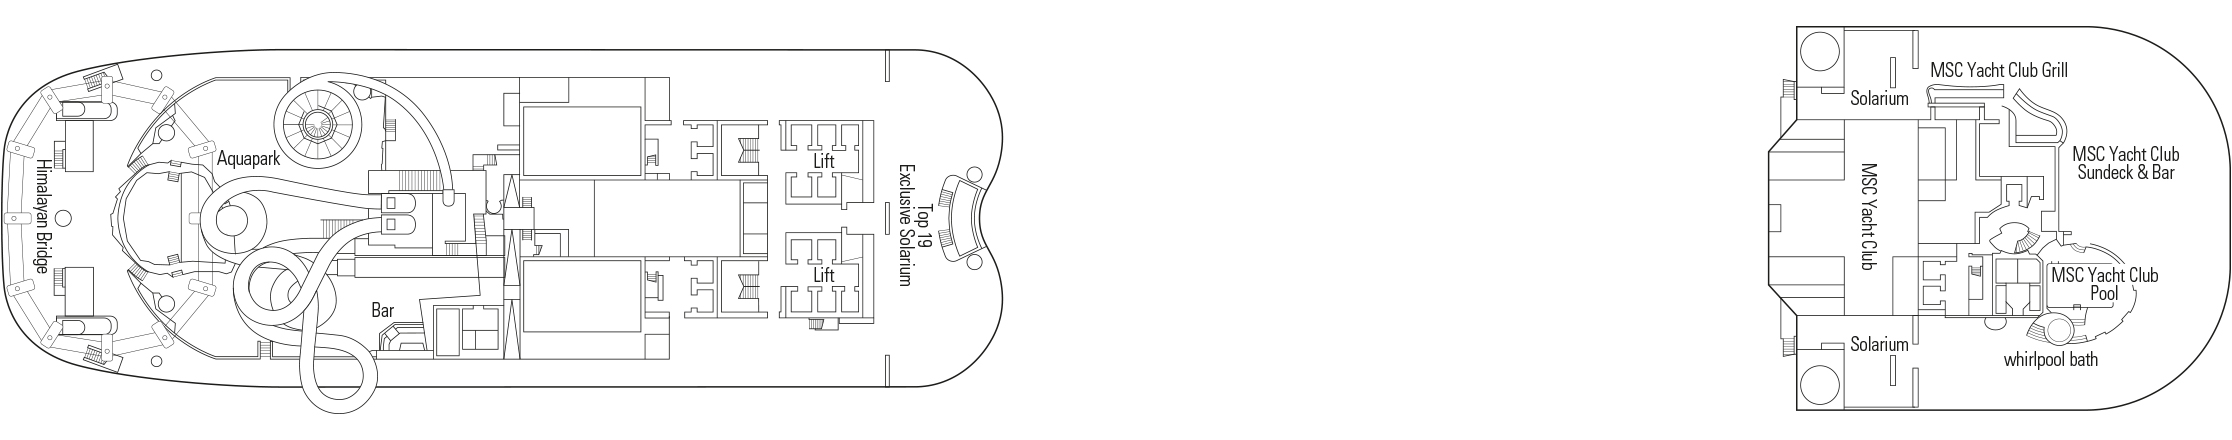 Himalayan Bridge
Aquapark
Bar
Lift
Lift
Top 19
Exclusive Solarium
Solarium
MSC Yacht Club Grill
MSC Yacht Club
MSC Yacht Club
Sundeck & Bar
MSC Yacht Club
Pool
Solarium
whirlpool bath